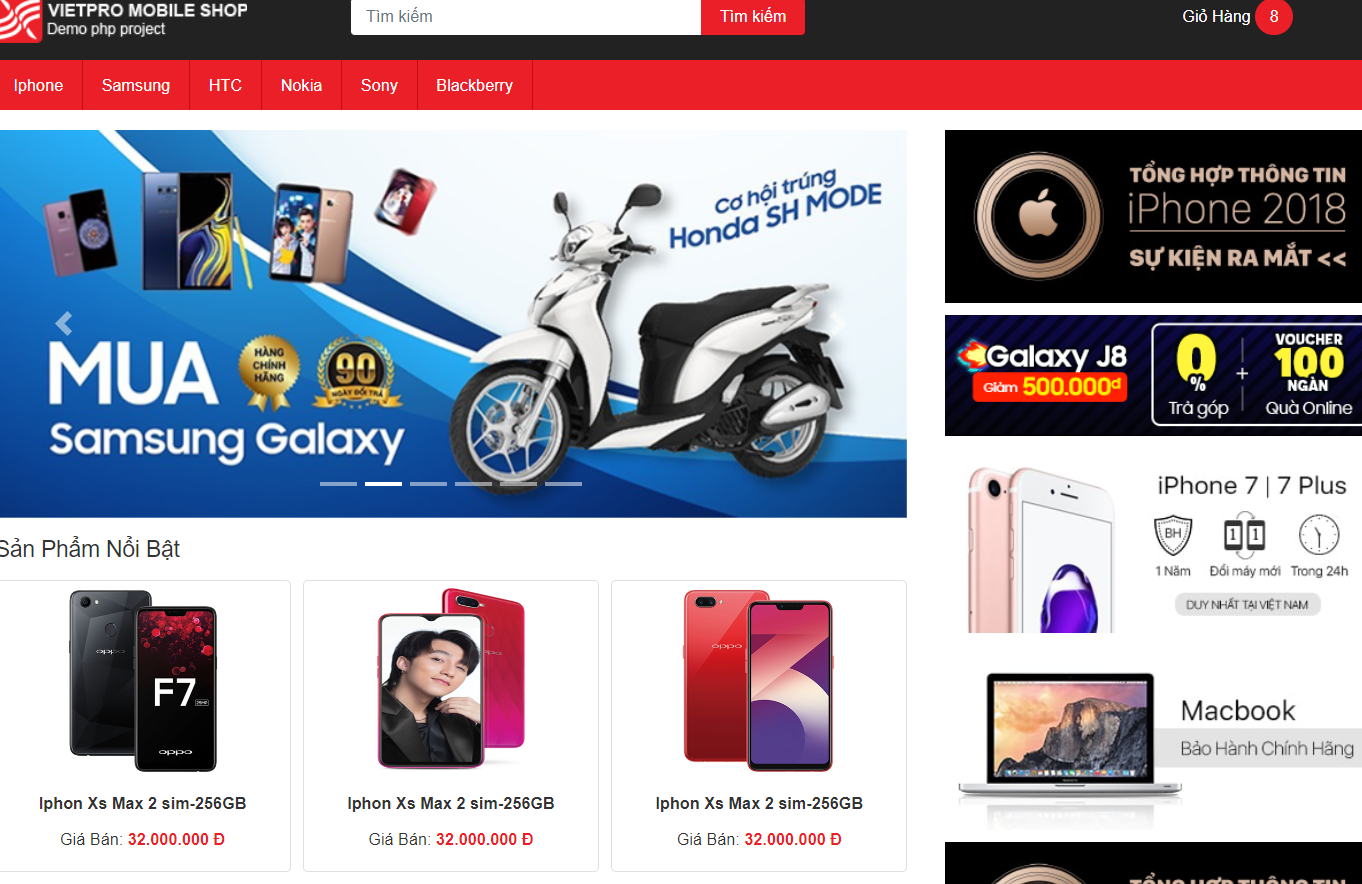 VIETPRO MOBILE SHOP
Demo php project
Tìm kiếm
Tìm kiếm
Giỏ Hàng 8
Iphone
Samsung
HTC
Nokia
Sony
Blackberry
Cơ hội trúng
Honda SH MODE
MUA
HÀNG
CHÍNH
HÃNG
90
NGÀY ĐỔI TRẢ
Samsung Galaxy
TỔNG HỢP THÔNG TIN
iPhone 2018
SỰ KIỆN RA MẮT <<
Galaxy J8
Giảm 500.000đ
0%
Trả góp
+
VOUCHER
100
NGÀN
Quà Online
iPhone 7 | 7 Plus
BH
1 1
1 Năm
Đổi máy mới
Trong 24h
DUY NHẤT TẠI VIỆT NAM
Macbook
Bảo Hành Chính Hãng
TỔNG HỢP THÔNG TIN
Sản Phẩm Nổi Bật
oppo
F7
oppo
Iphon Xs Max 2 sim-256GB
Giá Bán: 32.000.000 Đ
Iphon Xs Max 2 sim-256GB
Giá Bán: 32.000.000 Đ
oppo
Iphon Xs Max 2 sim-256GB
Giá Bán: 32.000.000 Đ